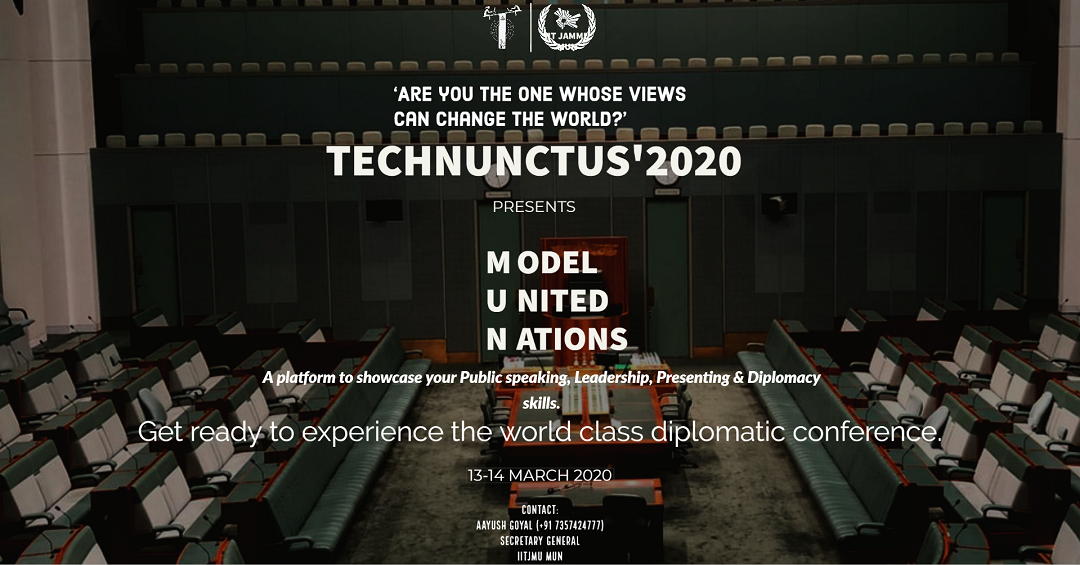 IIT JAMMU
‘ARE YOU THE ONE WHOSE VIEWS
CAN CHANGE THE WORLD?’
TECHNUNCTUS'2020
PRESENTS
M ODEL
U NITED
N ATIONS
A platform to showcase your Public speaking, Leadership, Presenting & Diplomacy
skills.
Get ready to experience the world class diplomatic conference.
13-14 MARCH 2020
CONTACT:
AAYUSH GOYAL (+91 7357424777)
SECRETARY GENERAL
IITJMU MUN